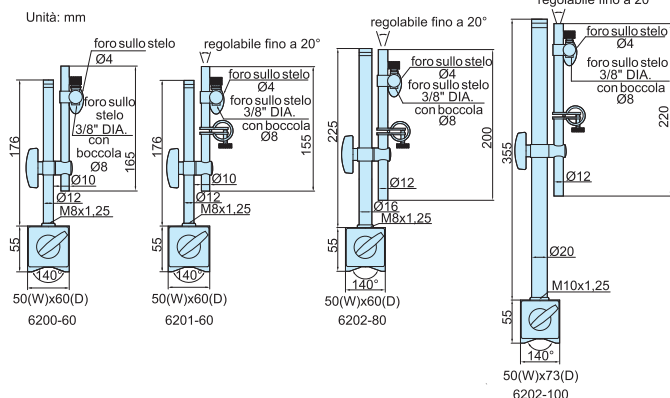 Unità: mm
foro sullo stelo
Ø4
foro sullo
stelo
3/8" DIA.
con
boccola
Ø8
176
165
Ø10
Ø12
M8x1,25
55
140°
50(W)x60(D)
6200-60
regolabile fino a 20°
foro sullo stelo
Ø4
foro sullo stelo
3/8" DIA.
con boccola
Ø8
176
155
Ø10
Ø12
M8x1,25
55
140°
50(W)x60(D)
6201-60
regolabile fino a 20°
foro sullo stelo
Ø4
foro sullo stelo
3/8" DIA.
con boccola
Ø8
225
200
Ø12
Ø16
M8x1,25
55
140°
50(W)x60(D)
6202-80
regolabile fino a 20°
foro sullo stelo
Ø4
foro sullo stelo
3/8" DIA.
con boccola
Ø8
355
220
Ø12
Ø20
M10x1,25
55
140°
50(W)x73(D)
6202-100